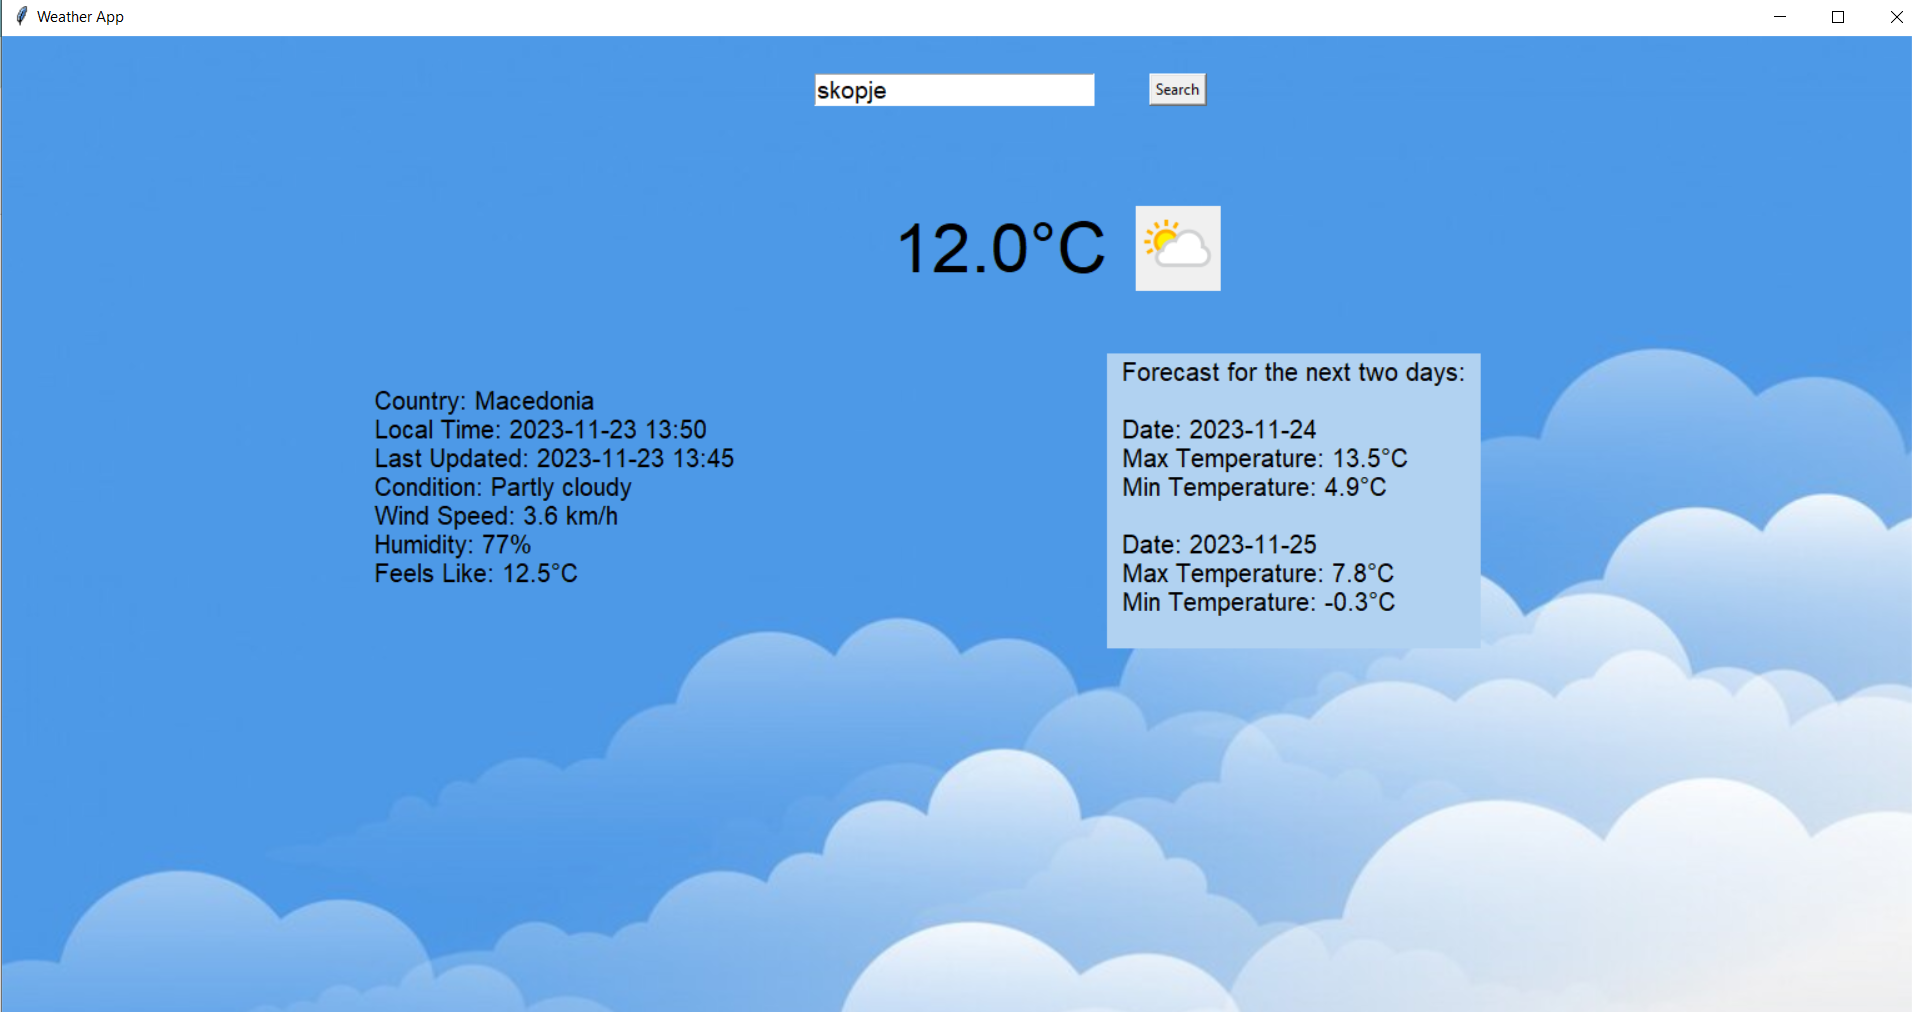 Weather App
skopje
Search
12.0°C
Country: Macedonia
Local Time: 2023-11-23 13:50
Last Updated: 2023-11-23 13:45
Condition: Partly cloudy
Wind Speed: 3.6 km/h
Humidity: 77%
Feels Like: 12.5°C
Forecast for the next two days:
Date: 2023-11-24
Max Temperature: 13.5°C
Min Temperature: 4.9°C
Date: 2023-11-25
Max Temperature: 7.8°C
Min Temperature: -0.3°C